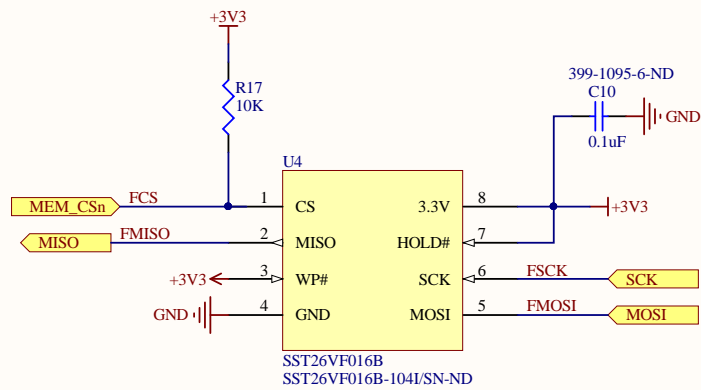 +3V3
R17
10K
399-1095-6-ND
C10
GND
0.1uF
U4
MEM_CSn FCS 1 CS 3.3V 8 +3V3
MISO FMISO 2 MISO HOLD# 7
+3V3 3 WP# SCK 6 FSCK SCK
GND 4 GND MOSI 5 FMOSI MOSI
SST26VF016B
SST26VF016B-104I/SN-ND